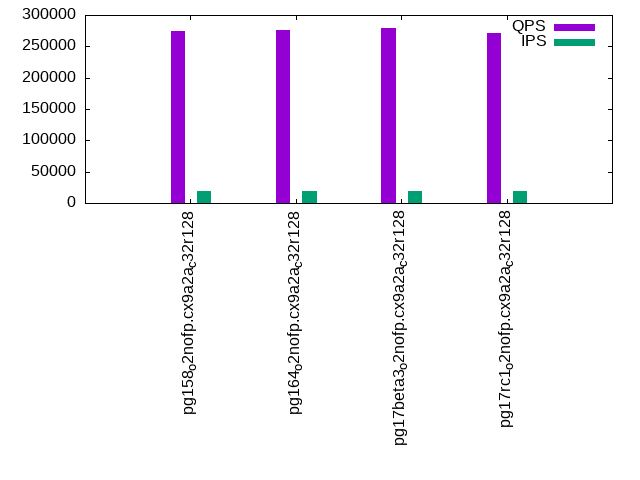 300000
250000
200000
150000
100000
50000
0
QPS
IPS
pg158o2nofp.cx9a2ac32r128
pg164o2nofp.cx9a2ac32r128
pg17beta3o2nofp.cx9a2ac32r128
pg17rc1o2nofp.cx9a2ac32r128